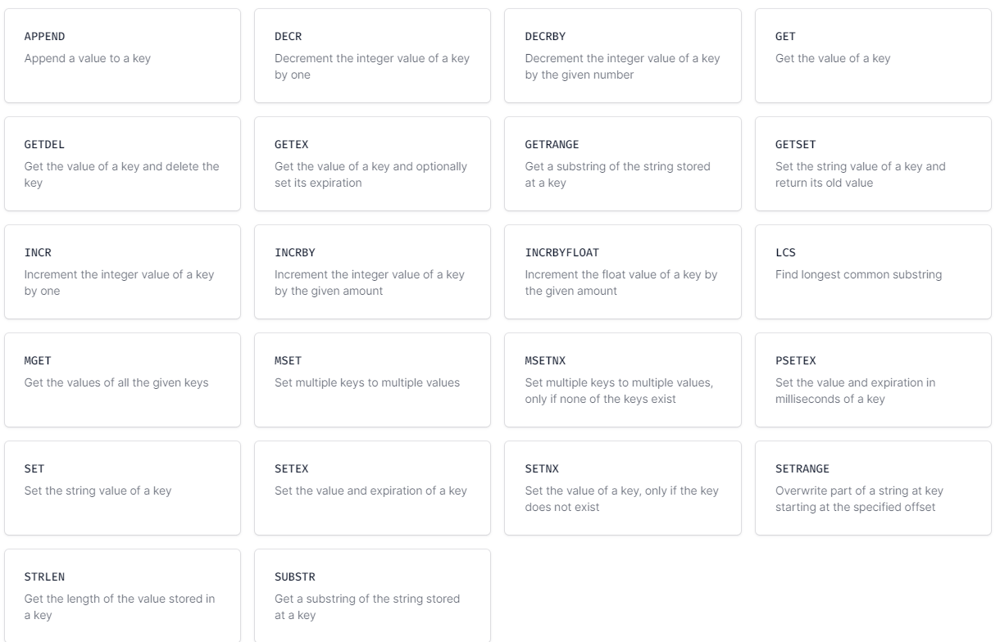 APPEND
Append a value to a key
DECR
Decrement the integer value of a key
by one
DECRBY
Decrement the integer value of a key
by the given number
GET
Get the value of a key
GETDEL
Get the value of a key and delete the
key
GETEX
Get the value of a key and optionally
set its expiration
GETRANGE
Get a substring of the string stored
at a key
GETSET
Set the string value of a key and
return its old value
INCR
Increment the integer value of a key
by one
INCRBY
Increment the integer value of a key
by the given amount
INCRBYFLOAT
Increment the float value of a key by
the given amount
LCS
Find longest common substring
MGET
Get the values of all the given keys
MSET
Set multiple keys to multiple values
MSETNX
Set multiple keys to multiple values,
only if none of the keys exist
PSETEX
Set the value and expiration in
milliseconds of a key
SET
Set the string value of a key
SETEX
Set the value and expiration of a key
SETNX
Set the value of a key, only if the key
does not exist
SETRANGE
Overwrite part of a string at key
starting at the specified offset
STRLEN
Get the length of the value stored in
a key
SUBSTR
Get a substring of the string stored
at a key